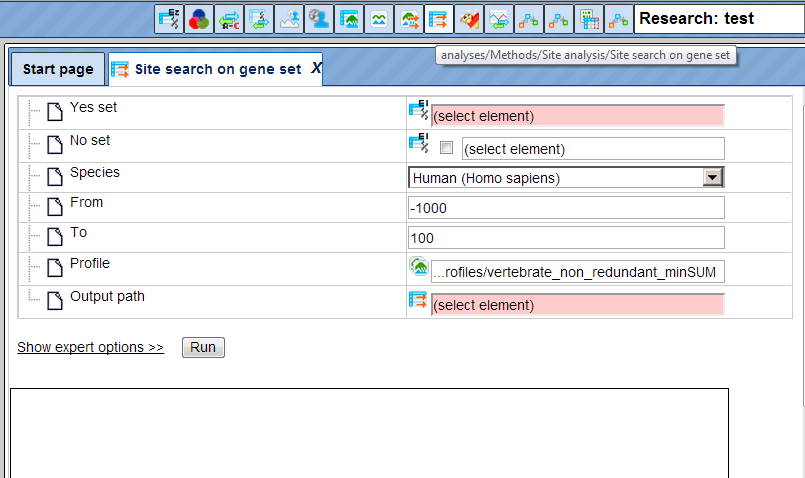 Research: test
analyses/Methods/Site analysis/Site search on gene set
Start page
Site search on gene set X
Yes set
(select element)
No set
(select element)
Species
Human (Homo sapiens)
From
-1000
To
100
Profile
...rofiles/vertebrate_non_redundant_minSUM
Output path
(select element)
Show expert options >>
Run